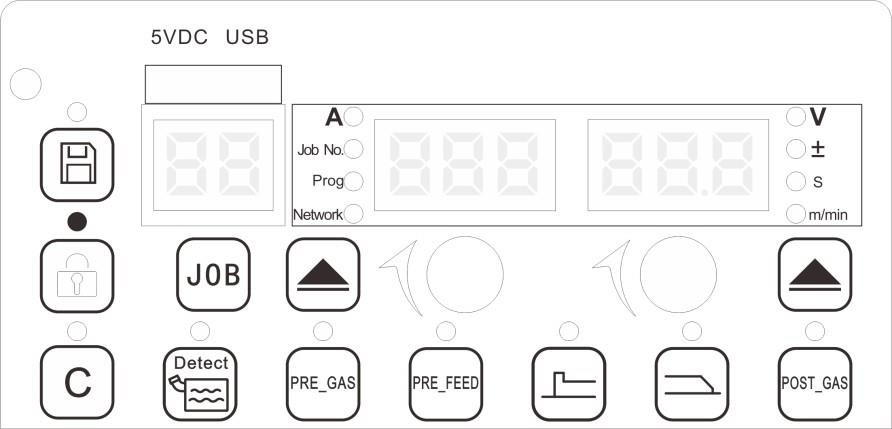 5VDC USB
A
V
Job No.
±
Prog
S
Network
m/min
JOB
C
Detect
PRE_GAS
PRE_FEED
POST_GAS